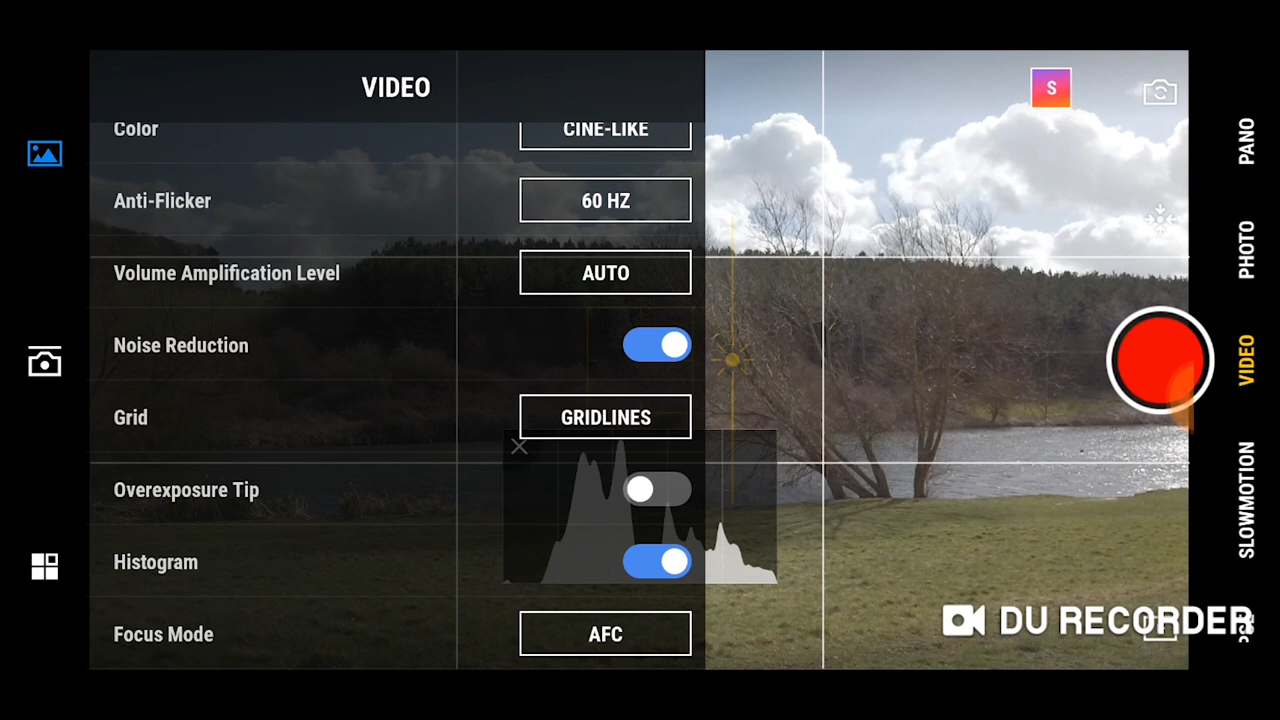 VIDEO
Color CINE-LIKE
Anti-Flicker 60 HZ
Volume Amplification Level AUTO
Noise Reduction
Grid GRIDLINES
Overexposure Tip
Histogram
Focus Mode AFC
S
PANO
PHOTO
VIDEO
SLOWMOTION
DU RECORDER